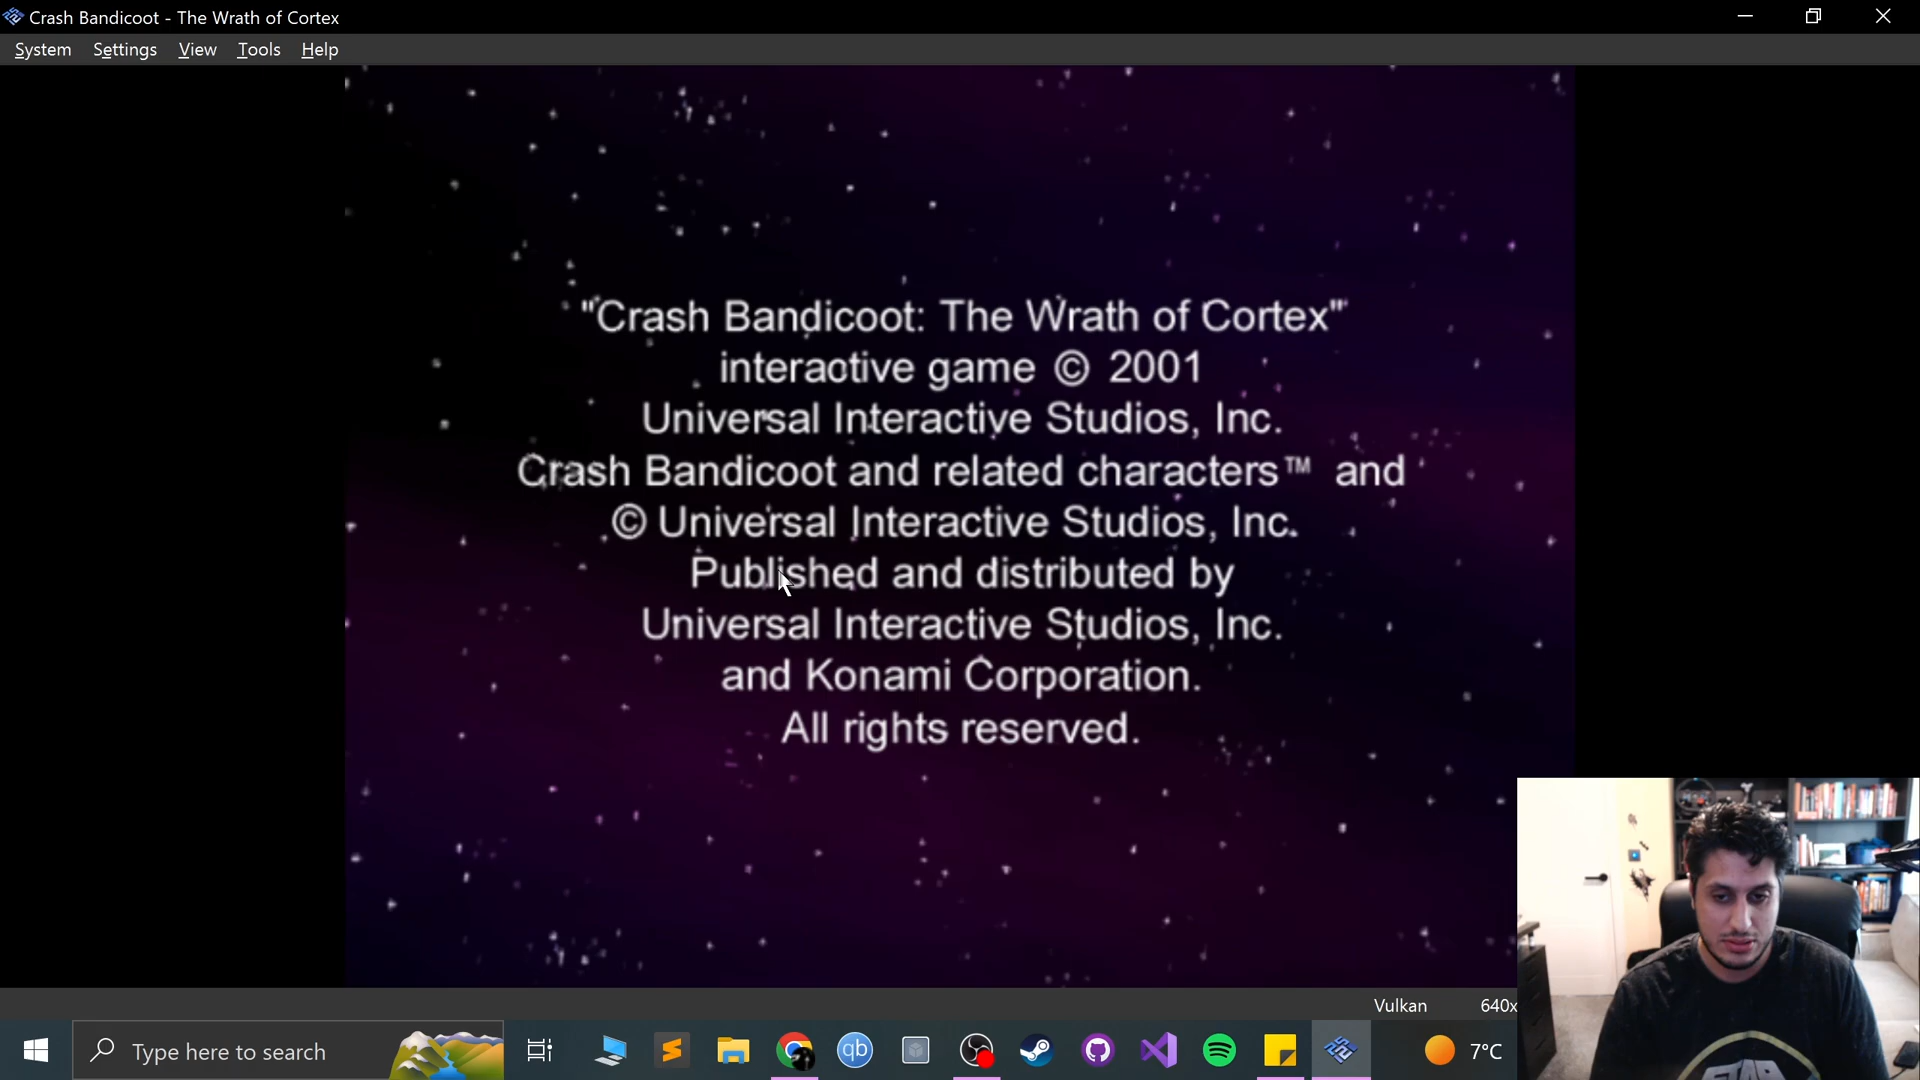 Crash Bandicoot - The Wrath of Cortex
System Settings View Tools Help
"Crash Bandicoot: The Wrath of Cortex"
interactive game © 2001
Universal Interactive Studios, Inc.
Crash Bandicoot and related characters™ and
© Universal Interactive Studios, Inc.
Published and distributed by
Universal Interactive Studios, Inc.
and Konami Corporation.
All rights reserved.
Vulkan 640x
Type here to search
qb
7°C